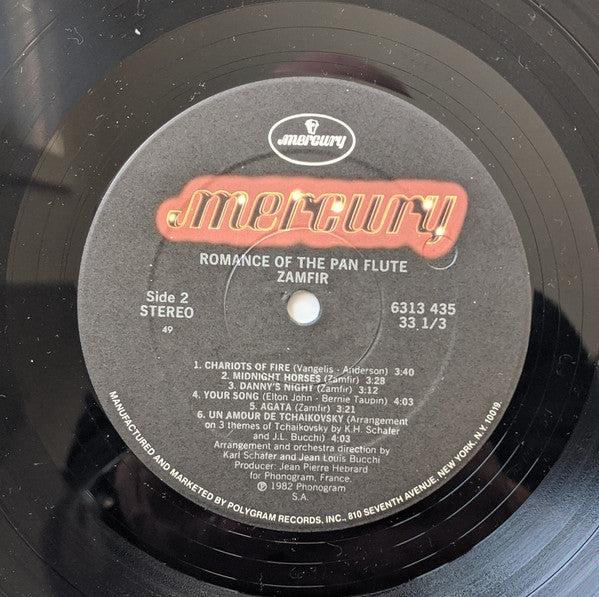 mercury
mercury
ROMANCE OF THE PAN FLUTE
ZAMFIR
Side 2
STEREO
49
6313 435
33 1/3
1. CHARIOTS OF FIRE (Vangelis - Anderson) 3:40
2. MIDNIGHT HORSES (Zamfir) 3:28
3. DANNY'S NIGHT (Zamfir) 3:12
4. YOUR SONG (Elton John - Bernie Taupin) 4:03
5. AGATA (Zamfir) 3:21
6. UN AMOUR DE TCHAIKOVSKY (Arrangement
on 3 themes of Tchaikovsky by K.H. Schafer
and J.L. Bucchi) 4:03
Arrangement and orchestra direction by
Karl Schafer and Jean Louis Bucchi
Producer: Jean Pierre Hebrard
for Phonogram, France.
℗ 1982 Phonogram
S.A.
MANUFACTURED AND MARKETED BY POLYGRAM RECORDS, INC., 810 SEVENTH AVENUE, NEW YORK, N.Y. 10019.